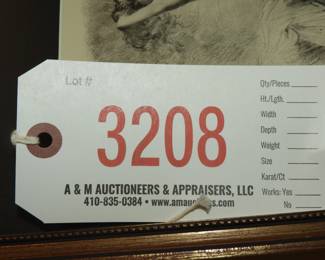 Lot #
3208
A & M AUCTIONEERS & APPRAISERS, LLC
410-835-0384 •
Qty/Pieces
Ht./Lgth.
Width
Depth
Weight
Size
Karat/Ct
Works: Yes
No